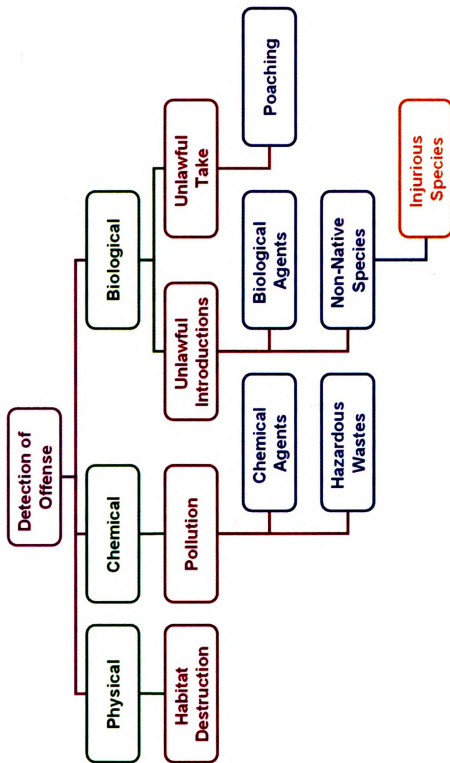 Detection of
Offense
Physical
Chemical
Biological
Habitat
Destruction
Pollution
Unlawful
Introductions
Unlawful
Take
Chemical
Agents
Biological
Agents
Poaching
Hazardous
Wastes
Non-Native
Species
Injurious
Species